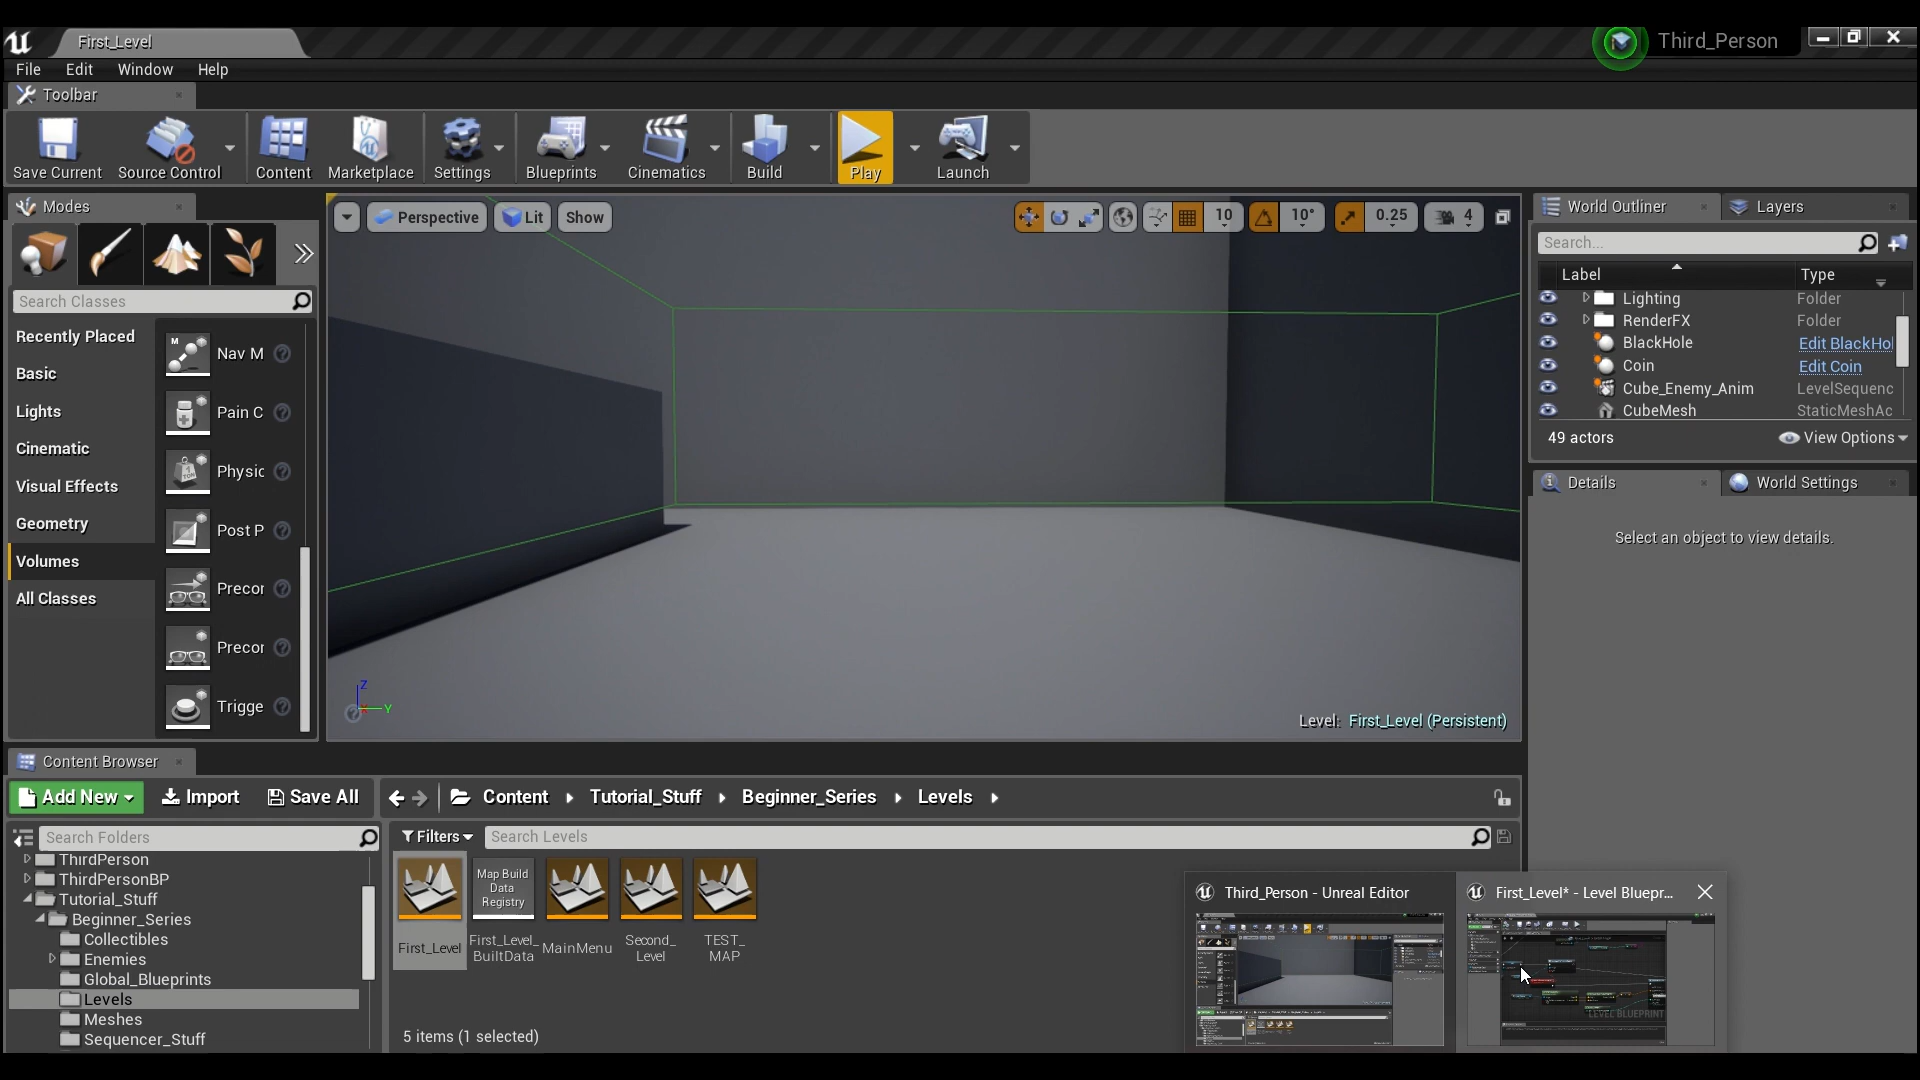 First_Level
Third_Person
File Edit Window Help
Toolbar
Save Current Source Control Content Marketplace Settings Blueprints Cinematics Build Play Launch
Modes
Search Classes
Recently Placed
Basic
Lights
Cinematic
Visual Effects
Geometry
Volumes
All Classes
Nav M
Pain C
Physic
Post P
Precor
Precor
Trigge
Perspective Lit Show
10 10° 0.25 4
Z
Y
Level: First_Level (Persistent)
World Outliner Layers
Search...
Label Type
Lighting Folder
RenderFX Folder
BlackHole Edit BlackHol
Coin Edit Coin
Cube_Enemy_Anim LevelSequenc
CubeMesh StaticMeshAc
49 actors View Options
Details World Settings
Select an object to view details.
Content Browser
Add New Import Save All
Content Tutorial_Stuff Beginner_Series Levels
Search Folders
Filters Search Levels
ThirdPerson
ThirdPersonBP
Tutorial_Stuff
Beginner_Series
Collectibles
Enemies
Global_Blueprints
Levels
Meshes
Sequencer_Stuff
Map Build
Data
Registry
First_Level
First_Level_
BuiltData
MainMenu
Second_
Level
TEST_
MAP
5 items (1 selected)
Third_Person - Unreal Editor
First_Level* - Level Bluepr...
LEVEL BLUEPRINT